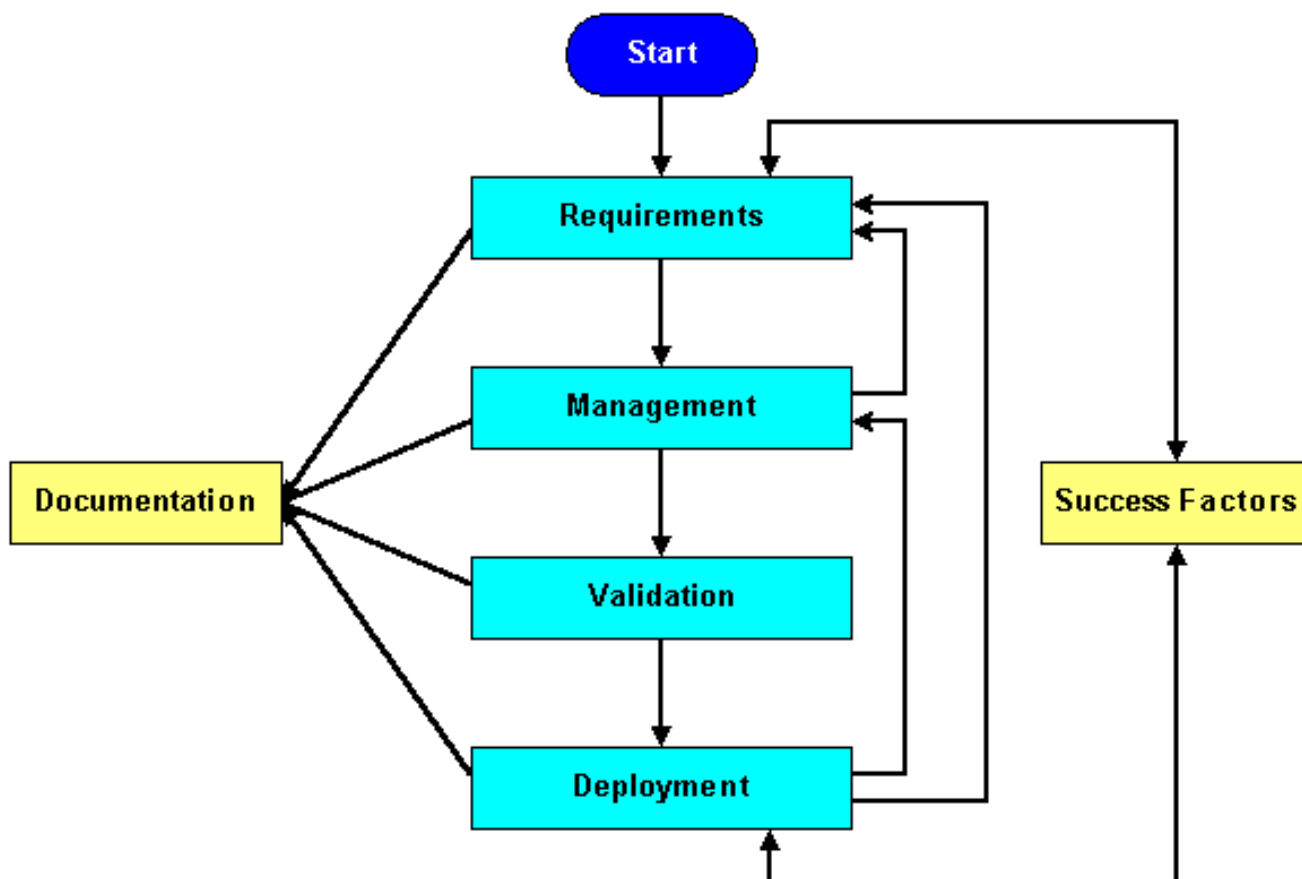 Start
Requirements
Management
Documentation
Success Factors
Validation
Deployment